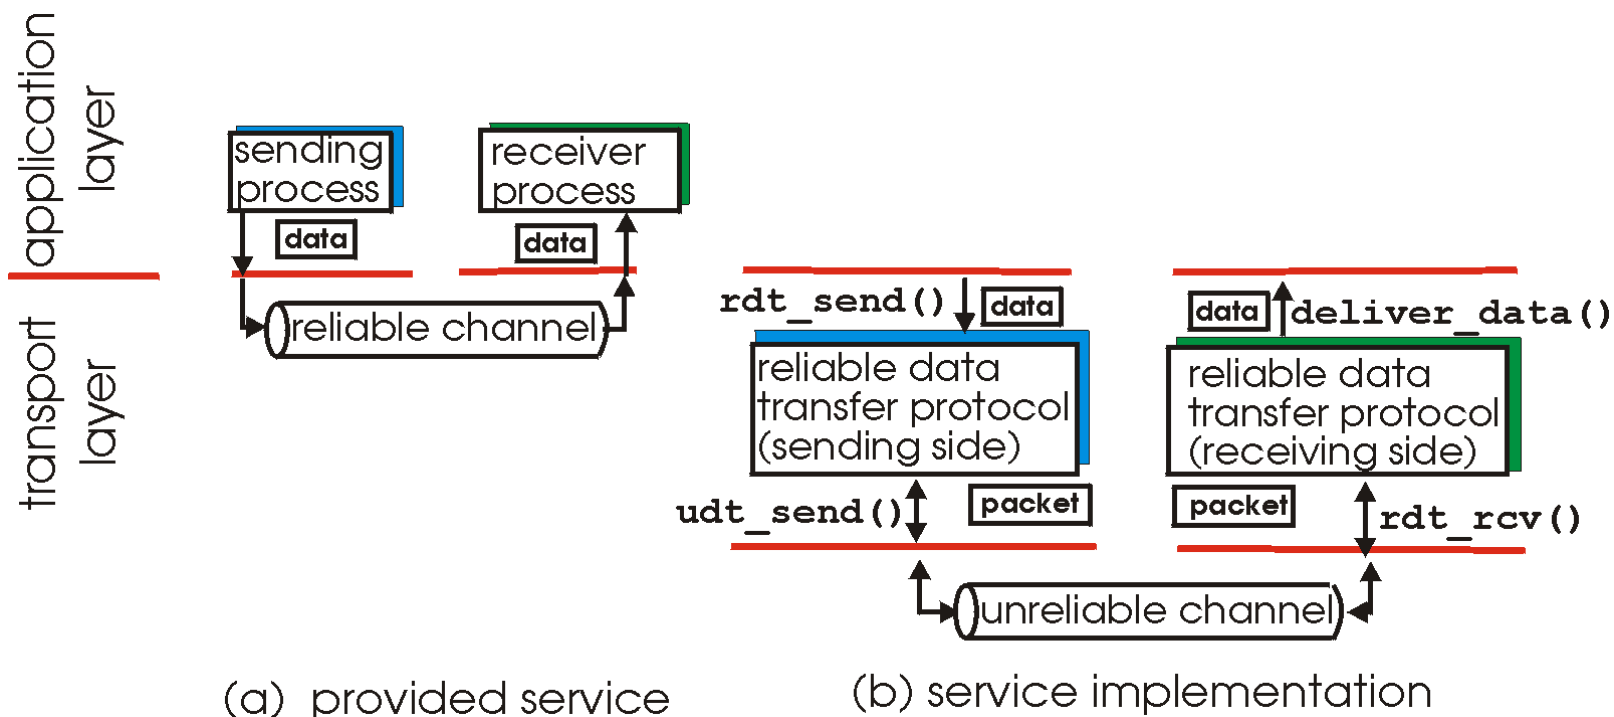 application
layer
transport
layer
sending
process
receiver
process
data
data
reliable channel
(a) provided service
rdt_send()
data
data
deliver_data()
reliable data
transfer protocol
(sending side)
reliable data
transfer protocol
(receiving side)
udt_send()
packet
packet
rdt_rcv()
unreliable channel
(b) service implementation